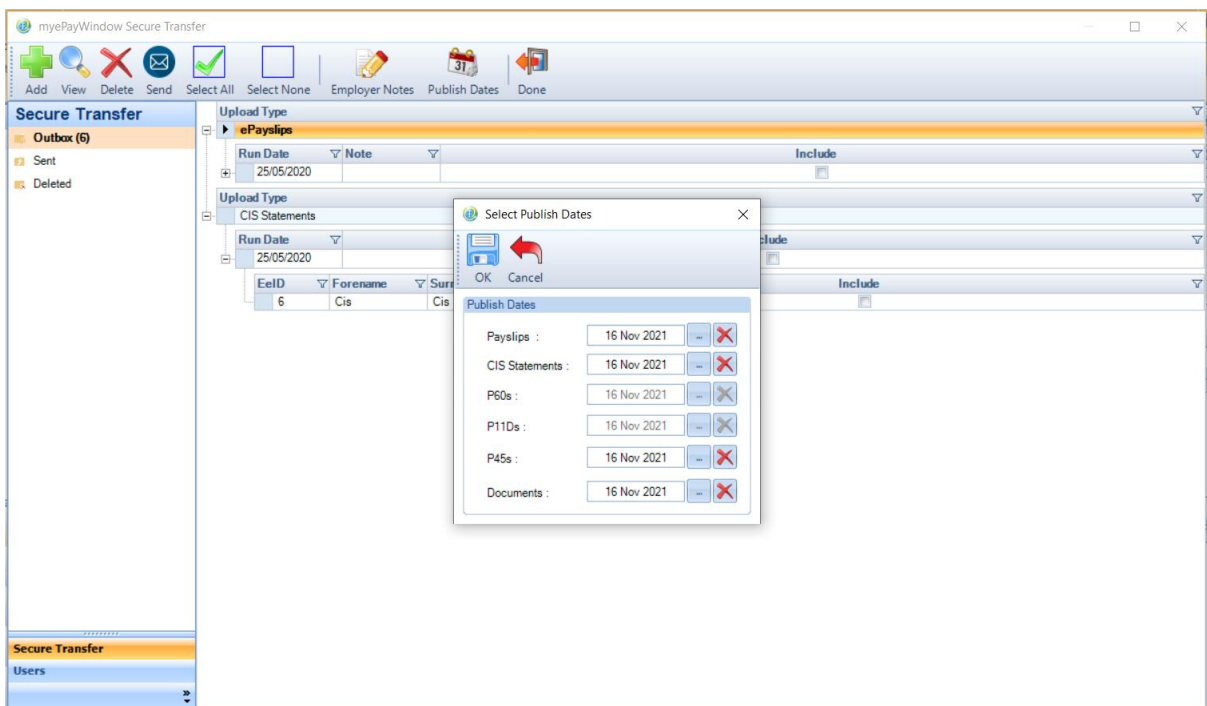 myePayWindow Secure Transfer
Add View Delete Send Select All Select None Employer Notes Publish Dates Done
Secure Transfer
Outbox (6)
Sent
Deleted
Upload Type
ePayslips
Run Date Note Include
25/05/2020
Upload Type
CIS Statements
Run Date
25/05/2020
EeID Forename Include
6 Cis Cis
Select Publish Dates
OK Cancel
Publish Dates
Payslips : 16 Nov 2021 ...
CIS Statements : 16 Nov 2021 ...
P60s : 16 Nov 2021 ...
P11Ds : 16 Nov 2021 ...
P45s : 16 Nov 2021 ...
Documents : 16 Nov 2021 ...
Secure Transfer
Users